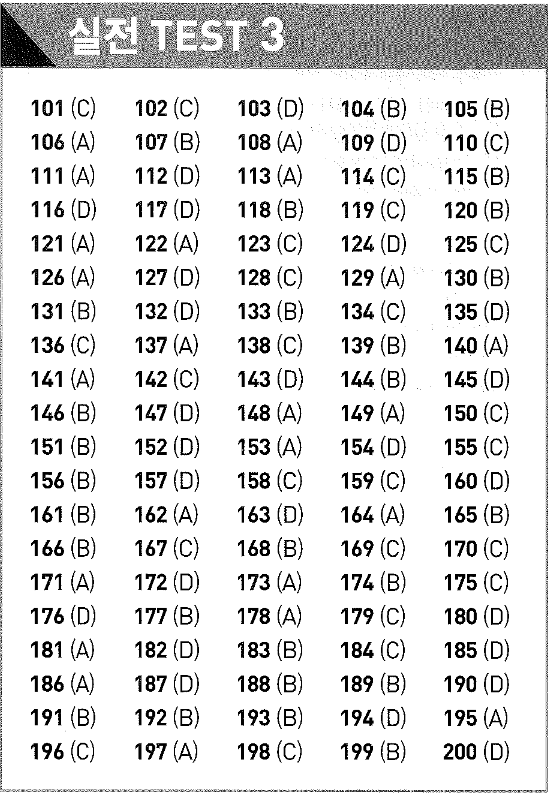 실전 TEST 3
101 (C) 102 (C) 103 (D) 104 (B) 105 (B)
106 (A) 107 (B) 108 (A) 109 (D) 110 (C)
111 (A) 112 (D) 113 (A) 114 (C) 115 (B)
116 (D) 117 (D) 118 (B) 119 (C) 120 (B)
121 (A) 122 (A) 123 (C) 124 (D) 125 (C)
126 (A) 127 (D) 128 (C) 129 (A) 130 (B)
131 (B) 132 (D) 133 (B) 134 (C) 135 (D)
136 (C) 137 (A) 138 (C) 139 (B) 140 (A)
141 (A) 142 (C) 143 (D) 144 (B) 145 (D)
146 (B) 147 (D) 148 (A) 149 (A) 150 (C)
151 (B) 152 (D) 153 (A) 154 (D) 155 (C)
156 (B) 157 (D) 158 (C) 159 (C) 160 (D)
161 (B) 162 (A) 163 (D) 164 (A) 165 (B)
166 (B) 167 (C) 168 (B) 169 (C) 170 (C)
171 (A) 172 (D) 173 (A) 174 (B) 175 (C)
176 (D) 177 (B) 178 (A) 179 (C) 180 (D)
181 (A) 182 (D) 183 (B) 184 (C) 185 (D)
186 (A) 187 (D) 188 (B) 189 (B) 190 (D)
191 (B) 192 (B) 193 (B) 194 (D) 195 (A)
196 (C) 197 (A) 198 (C) 199 (B) 200 (D)